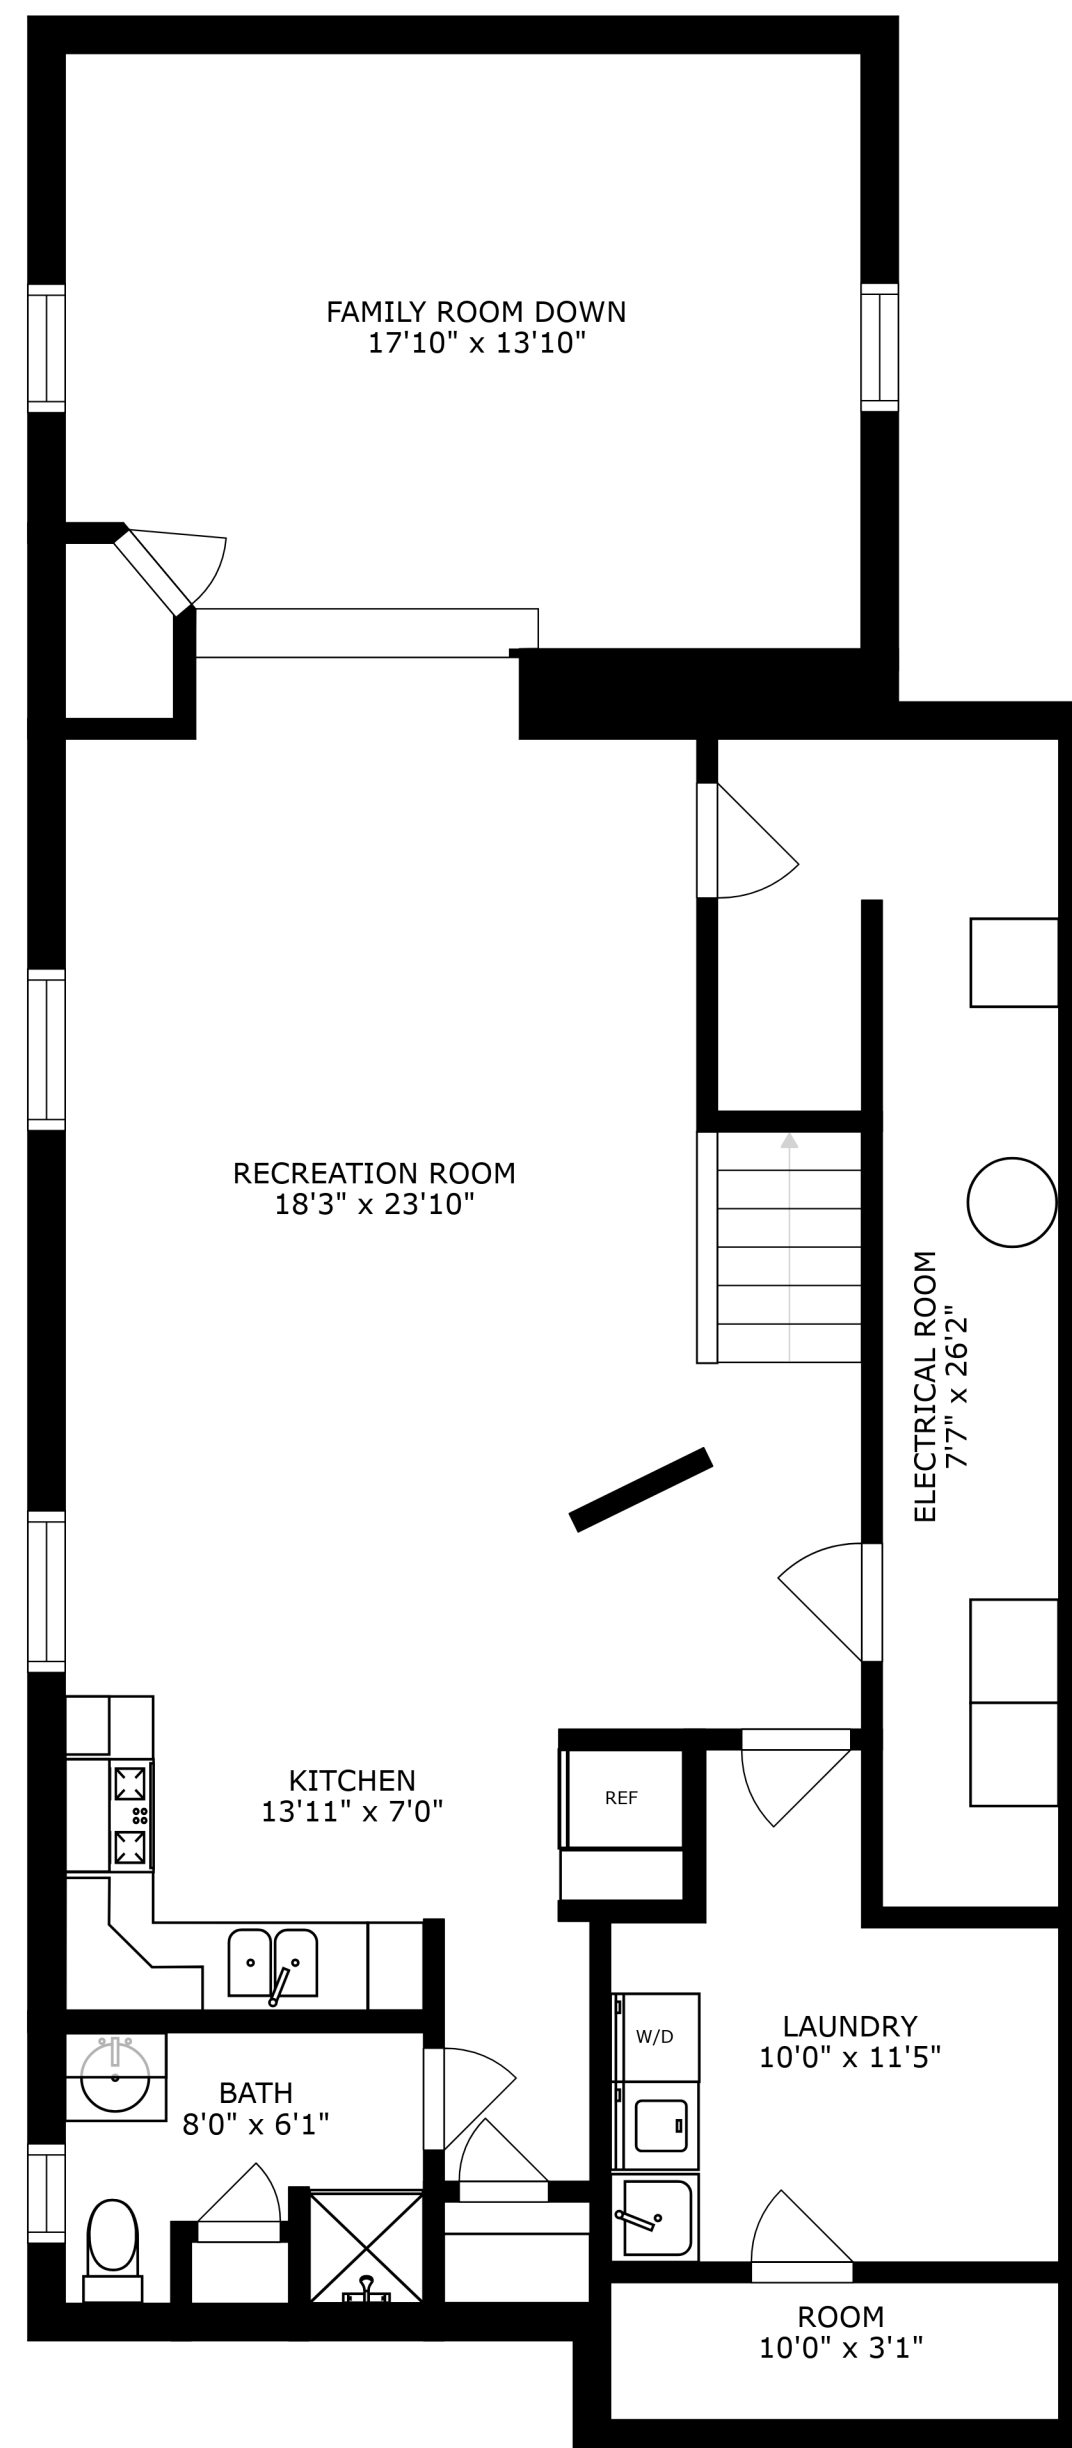 FAMILY ROOM DOWN
17'10" x 13'10"
RECREATION ROOM
18'3" x 23'10"
ELECTRICAL ROOM
7'7" x 26'2"
KITCHEN
13'11" x 7'0"
REF
LAUNDRY
10'0" x 11'5"
W/D
BATH
8'0" x 6'1"
ROOM
10'0" x 3'1"